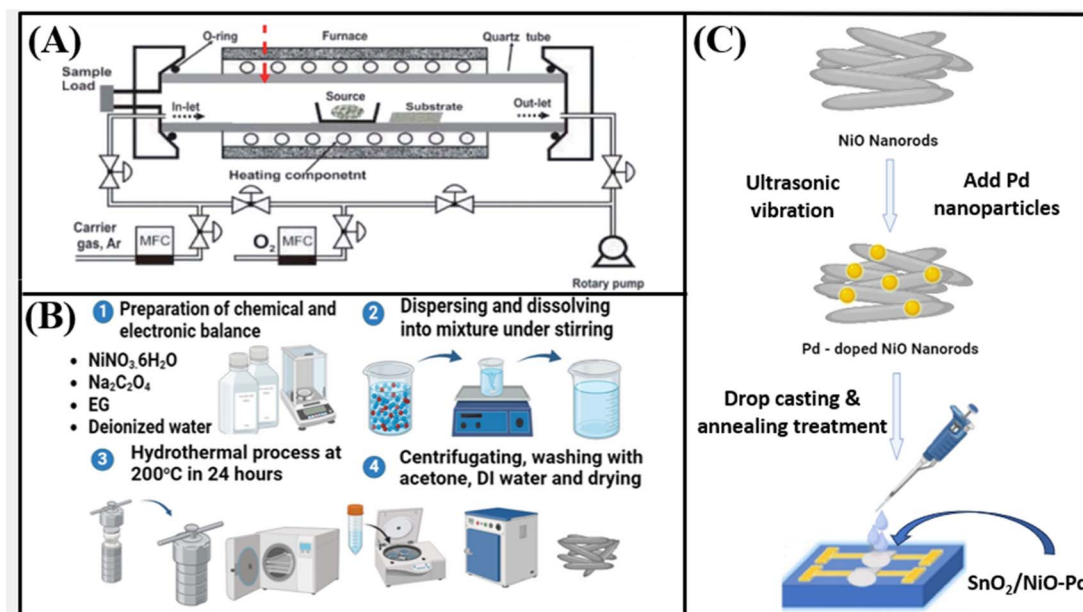 (A)
O-ring
Furnace
Quartz tube
Sample
Load
In-let
Source
Substrate
Out-let
Heating componetnt
Carrier
gas, Ar
MFC
O₂
MFC
Rotary pump
(B)
1 Preparation of chemical and
electronic balance
• NiNO₃.6H₂O
• Na₂C₂O₄
• EG
• Deionized water
2 Dispersing and dissolving
into mixture under stirring
3 Hydrothermal process at
200°C in 24 hours
4 Centrifugating, washing with
acetone, DI water and drying
(C)
NiO Nanorods
Ultrasonic
vibration
Add Pd
nanoparticles
Pd - doped NiO Nanorods
Drop casting &
annealing treatment
SnO₂/NiO-Pd